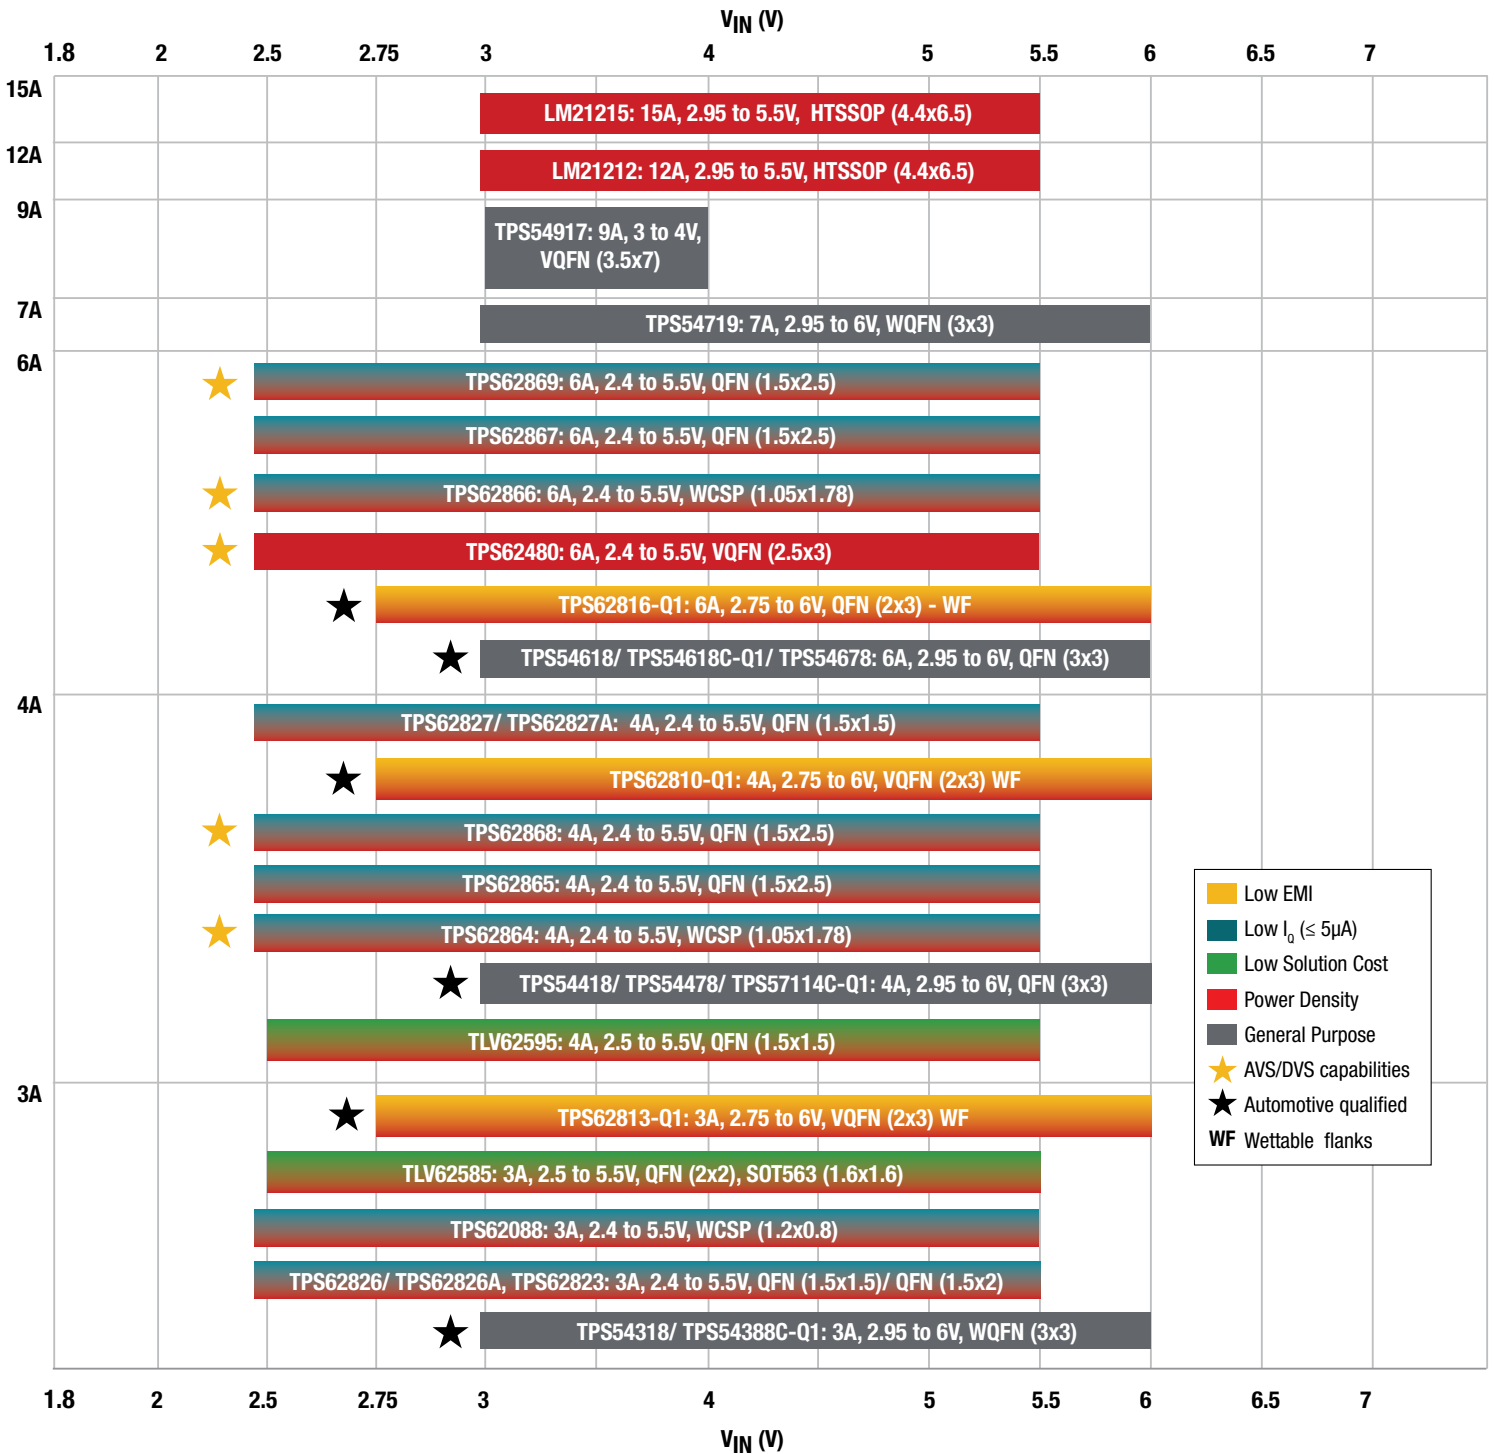 VIN (V)
1.8 2 2.5 2.75 3 4 5 5.5 6 6.5 7
15A
LM21215: 15A, 2.95 to 5.5V, HTSSOP (4.4x6.5)
12A
LM21212: 12A, 2.95 to 5.5V, HTSSOP (4.4x6.5)
9A
TPS54917: 9A, 3 to 4V,
VQFN (3.5x7)
7A
TPS54719: 7A, 2.95 to 6V, WQFN (3x3)
6A
TPS62869: 6A, 2.4 to 5.5V, QFN (1.5x2.5)
TPS62867: 6A, 2.4 to 5.5V, QFN (1.5x2.5)
TPS62866: 6A, 2.4 to 5.5V, WCSP (1.05x1.78)
TPS62480: 6A, 2.4 to 5.5V, VQFN (2.5x3)
TPS62816-Q1: 6A, 2.75 to 6V, QFN (2x3) - WF
TPS54618/ TPS54618C-Q1/ TPS54678: 6A, 2.95 to 6V, QFN (3x3)
4A
TPS62827/ TPS62827A: 4A, 2.4 to 5.5V, QFN (1.5x1.5)
TPS62810-Q1: 4A, 2.75 to 6V, VQFN (2x3) WF
TPS62868: 4A, 2.4 to 5.5V, QFN (1.5x2.5)
TPS62865: 4A, 2.4 to 5.5V, QFN (1.5x2.5)
TPS62864: 4A, 2.4 to 5.5V, WCSP (1.05x1.78)
TPS54418/ TPS54478/ TPS57114C-Q1: 4A, 2.95 to 6V, QFN (3x3)
TLV62595: 4A, 2.5 to 5.5V, QFN (1.5x1.5)
3A
TPS62813-Q1: 3A, 2.75 to 6V, VQFN (2x3) WF
TLV62585: 3A, 2.5 to 5.5V, QFN (2x2), SOT563 (1.6x1.6)
TPS62088: 3A, 2.4 to 5.5V, WCSP (1.2x0.8)
TPS62826/ TPS62826A, TPS62823: 3A, 2.4 to 5.5V, QFN (1.5x1.5)/ QFN (1.5x2)
TPS54318/ TPS54388C-Q1: 3A, 2.95 to 6V, WQFN (3x3)
Low EMI
Low IQ (≤ 5µA)
Low Solution Cost
Power Density
General Purpose
AVS/DVS capabilities
Automotive qualified
WF Wettable flanks
1.8 2 2.5 2.75 3 4 5 5.5 6 6.5 7
VIN (V)